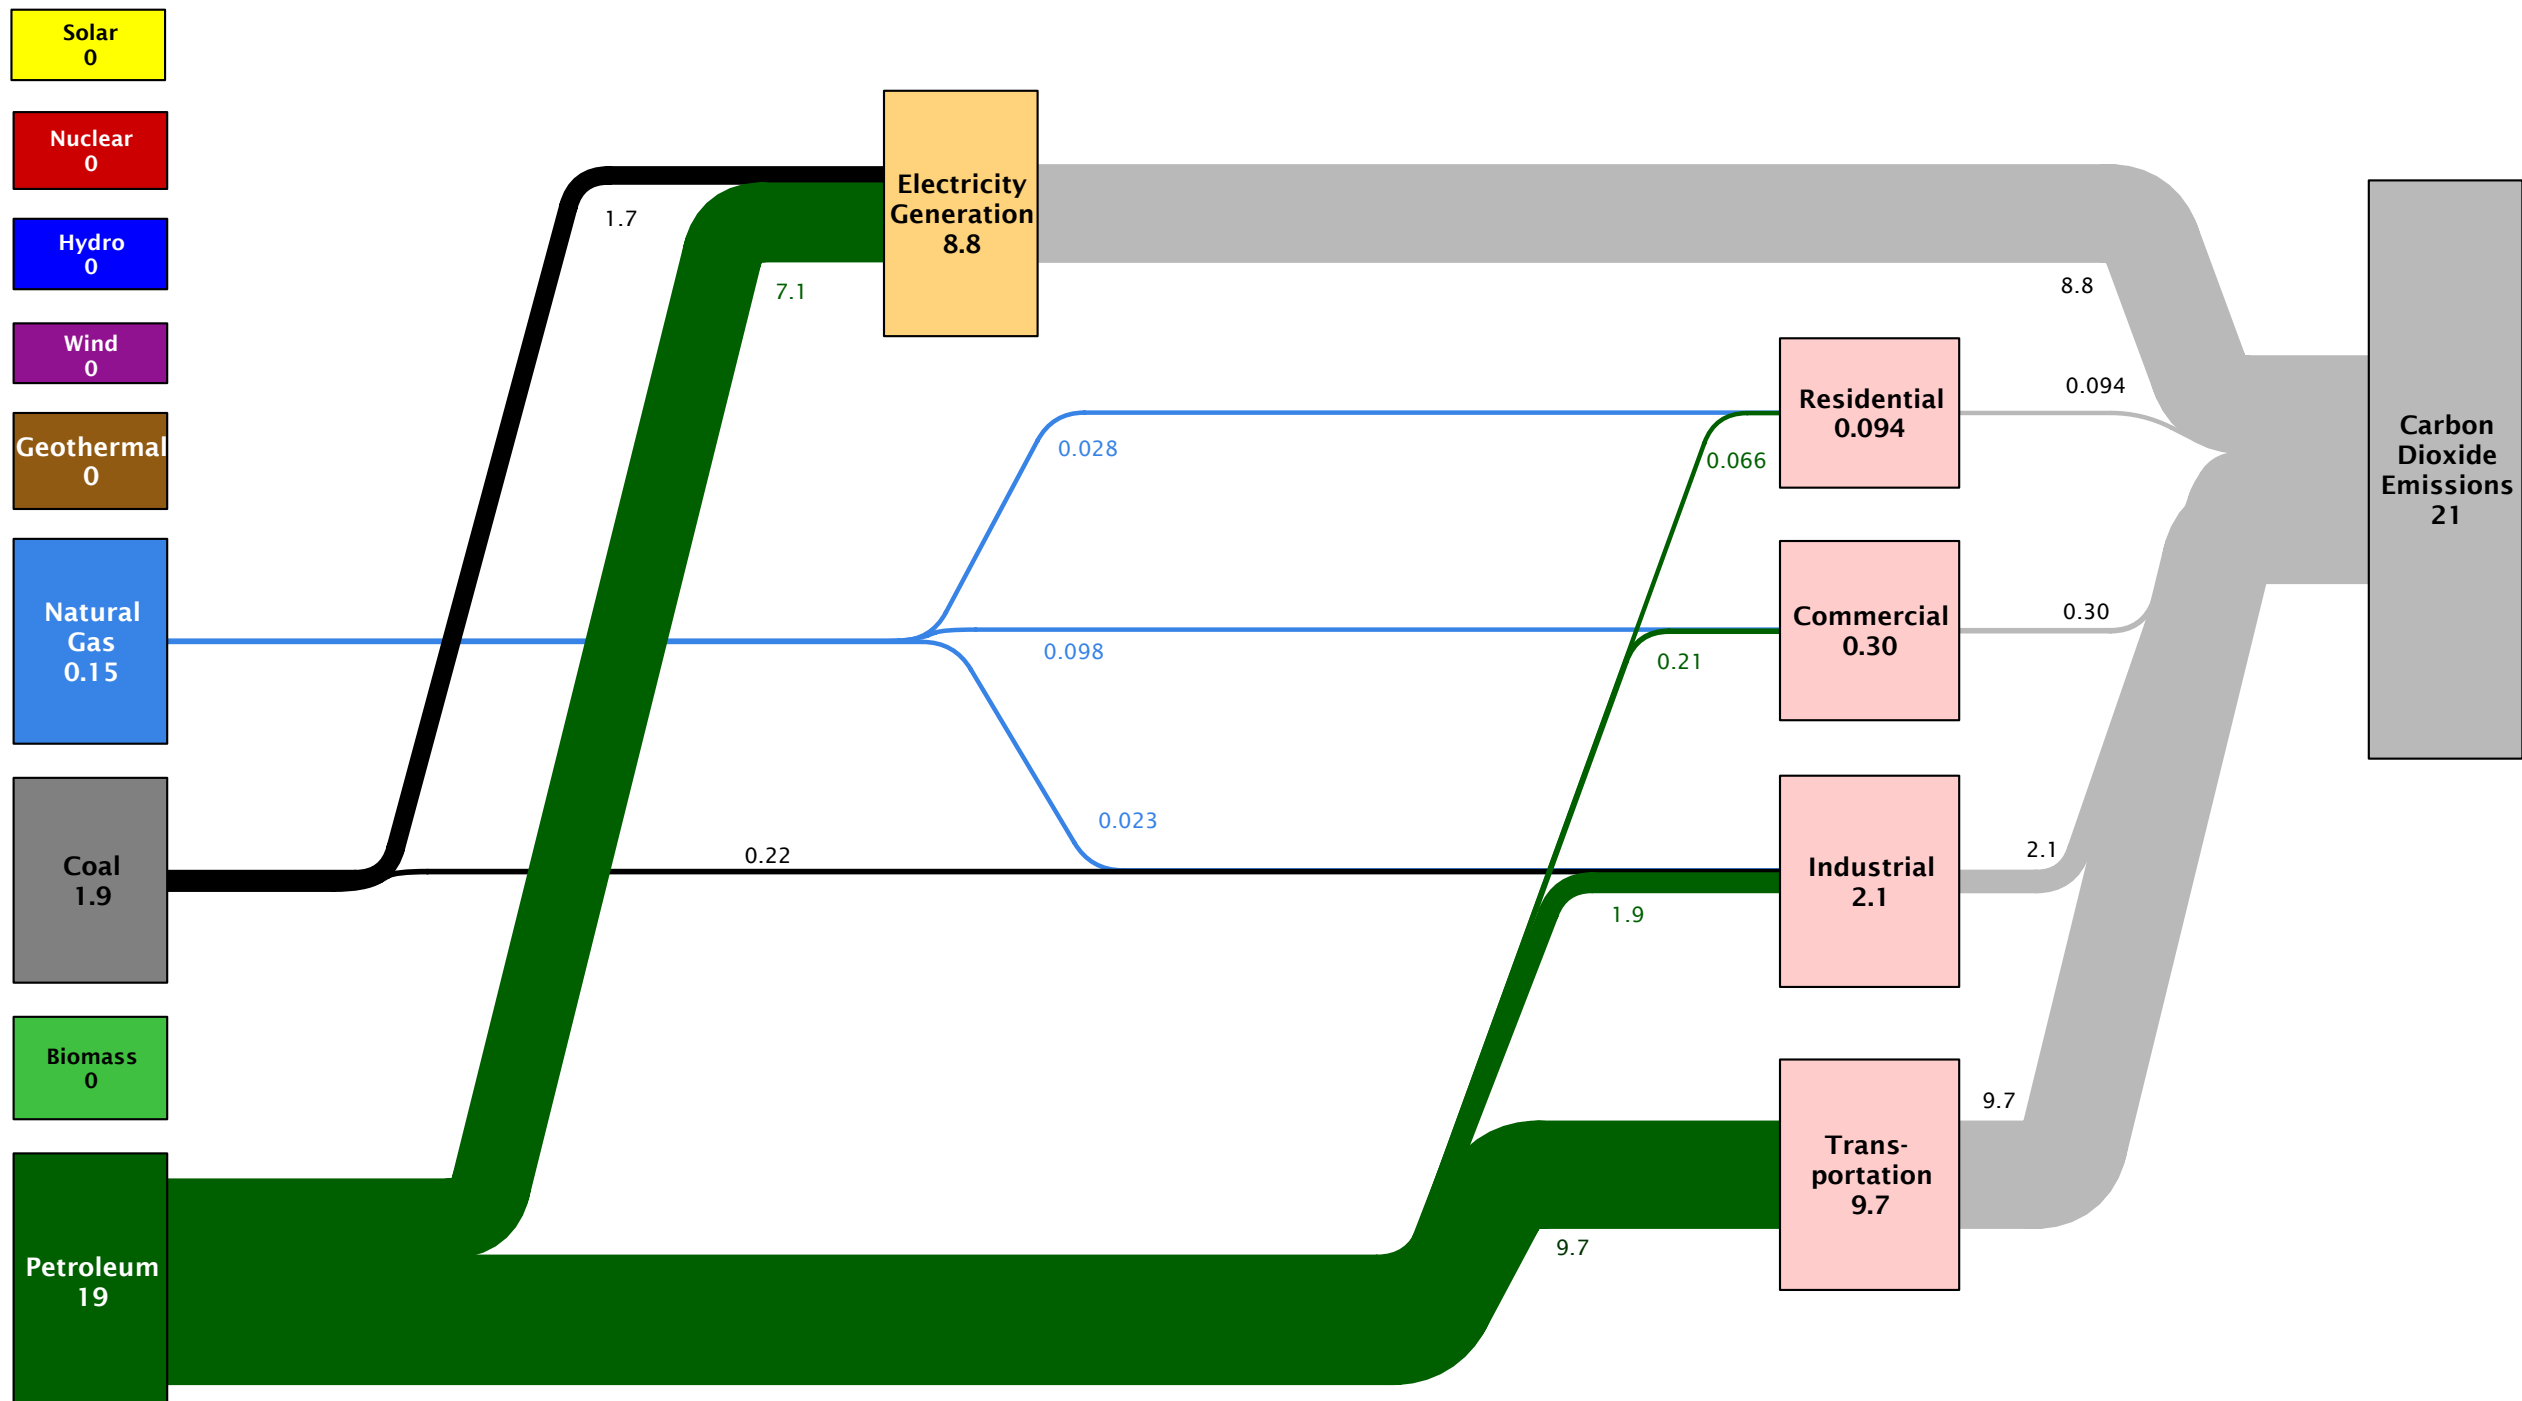 Solar
0
Nuclear
0
Hydro
0
Wind
0
Geothermal
0
Natural
Gas
0.15
Coal
1.9
Biomass
0
Petroleum
19
1.7
7.1
Electricity
Generation
8.8
0.028
0.098
0.023
0.22
0.066
0.21
1.9
9.7
Residential
0.094
Commercial
0.30
Industrial
2.1
Trans-
portation
9.7
8.8
0.094
0.30
2.1
9.7
Carbon
Dioxide
Emissions
21